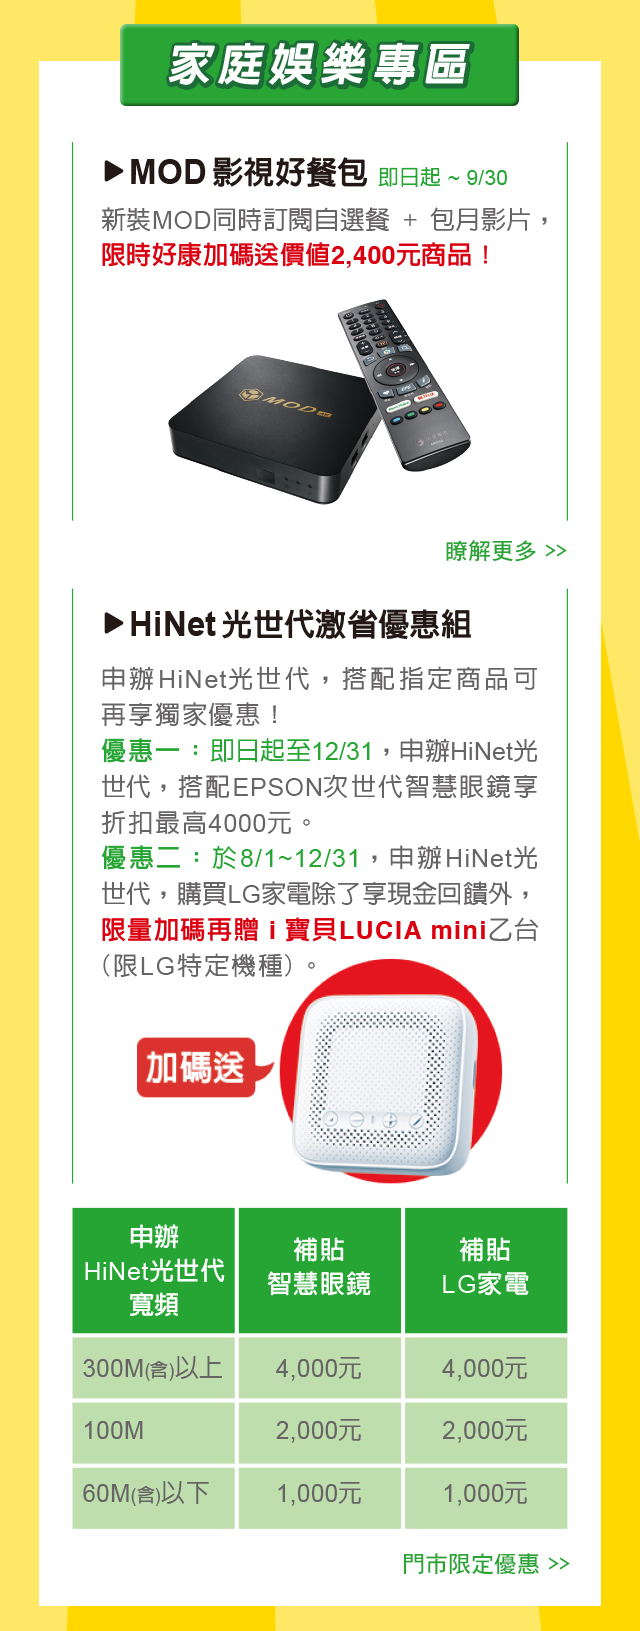 家庭娛樂專區
▶MOD 影視好餐包 即日起 ~ 9/30
新裝MOD同時訂閱自選餐 + 包月影片，
限時好康加碼送價值2,400元商品！
MOD 4K
瞭解更多 >>
▶HiNet 光世代激省優惠組
申辦HiNet光世代，搭配指定商品可
再享獨家優惠！
優惠一：即日起至12/31，申辦HiNet光
世代，搭配EPSON次世代智慧眼鏡享
折扣最高4000元。
優惠二：於8/1~12/31，申辦HiNet光
世代，購買LG家電除了享現金回饋外，
限量加碼再贈 i 寶貝LUCIA mini乙台
（限LG特定機種）。
加碼送
申辦
HiNet光世代
寬頻
補貼
智慧眼鏡
補貼
LG家電
300M(含)以上 4,000元 4,000元
100M 2,000元 2,000元
60M(含)以下 1,000元 1,000元
門市限定優惠 >>